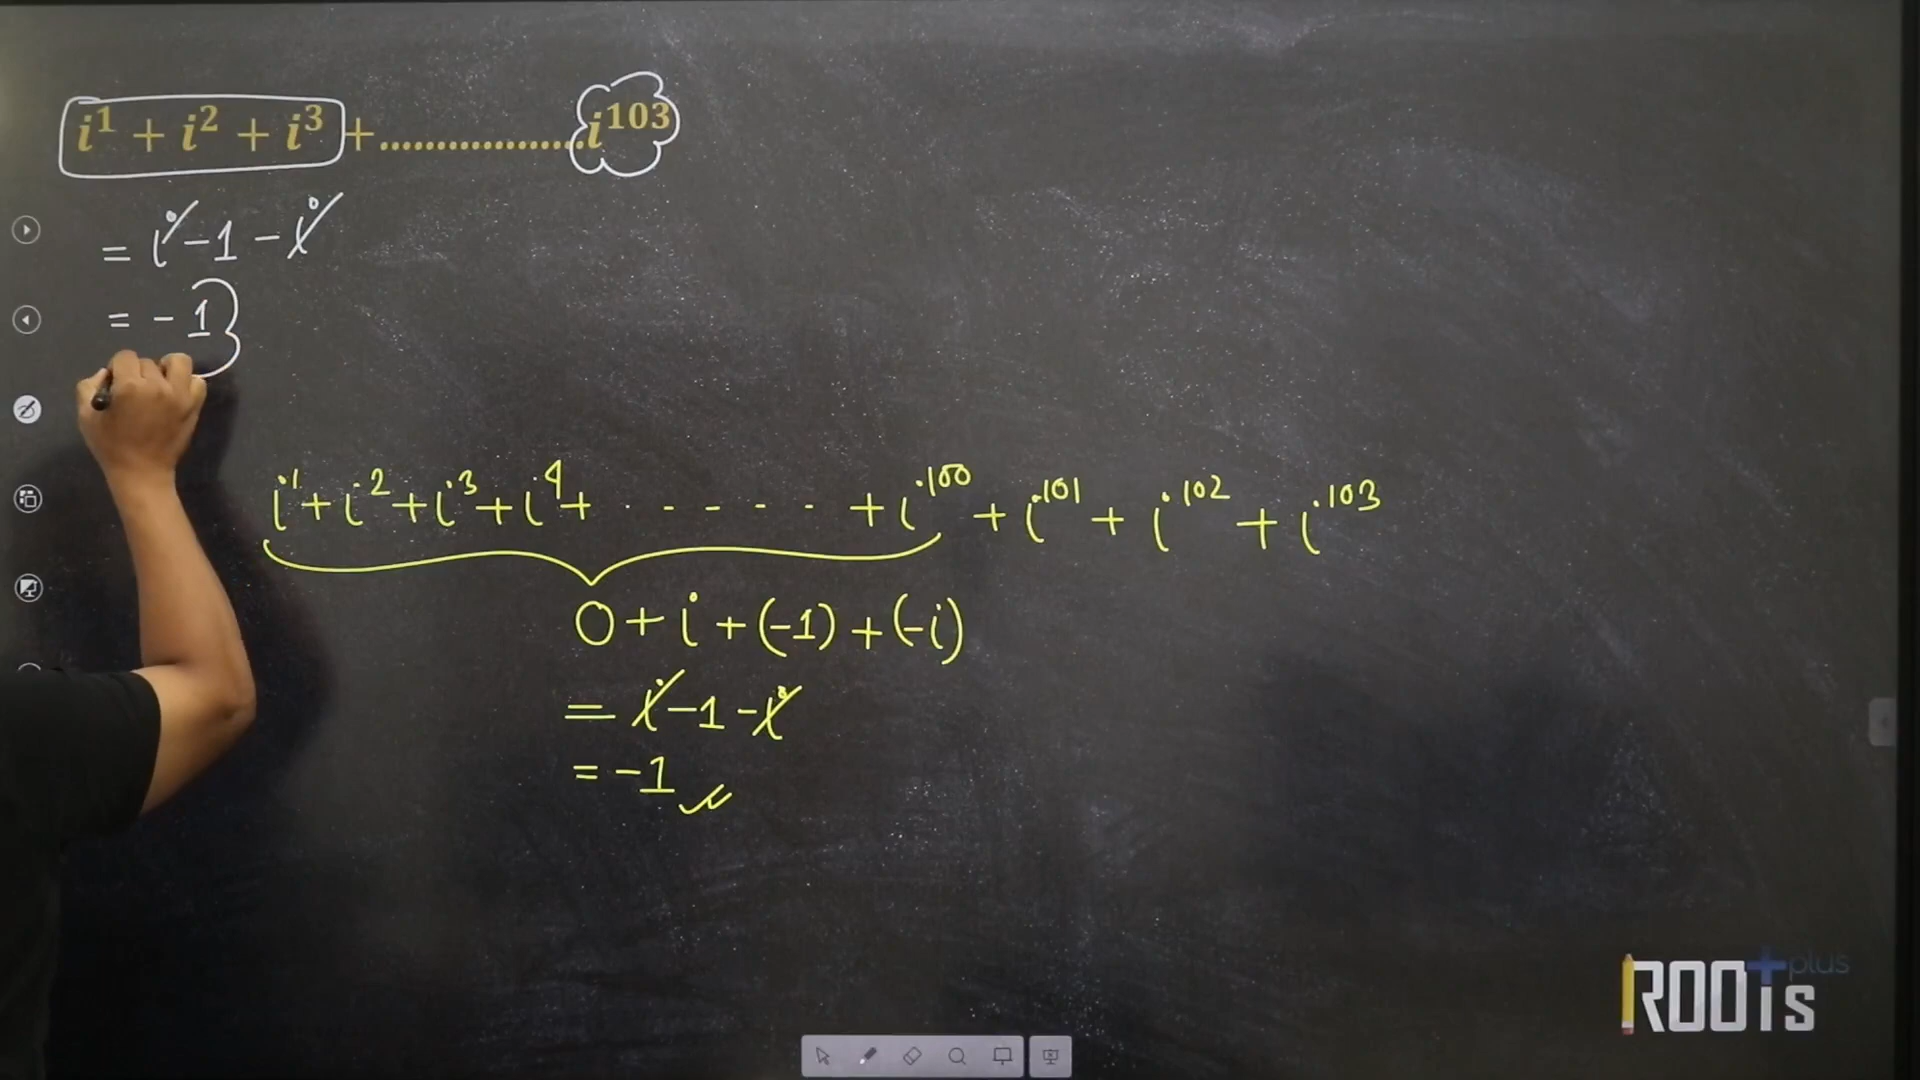 i¹ + i² + i³ +..................i¹⁰³
= i - 1 - i
= - 1
i¹ + i² + i³ + i⁴ + . - - - - . + i¹⁰⁰ + i¹⁰¹ + i¹⁰² + i¹⁰³
0 + i + (-1) + (-i)
= i - 1 - i
= -1
ROOTs plus